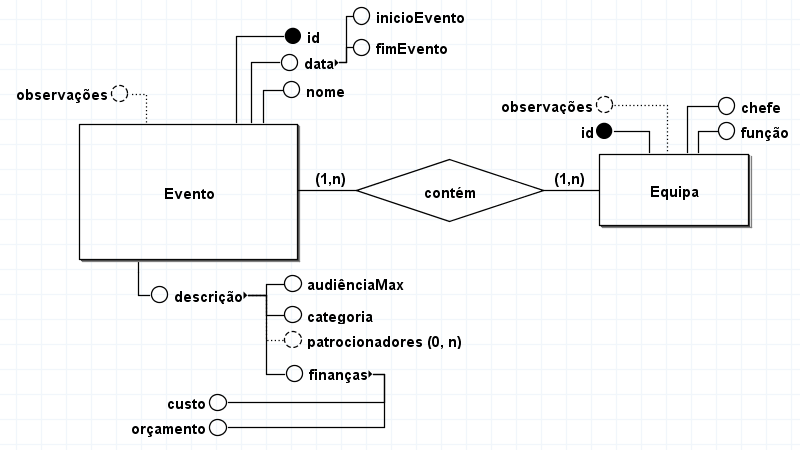 inicioEvento
id
fimEvento
data
nome
observações
observações
chefe
id
função
(1,n)
(1,n)
Evento
contém
Equipa
descrição
audiênciaMax
categoria
patrocionadores (0, n)
finanças
custo
orçamento